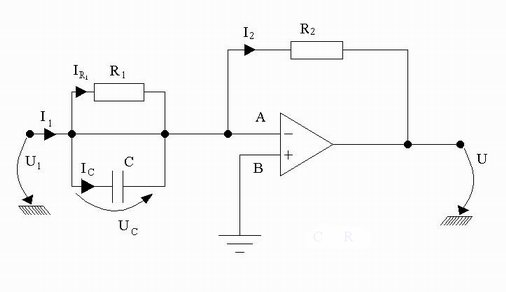 I2 R2
IR1 R1
I1 A
−
+
U1 IC C B U
UC
C R